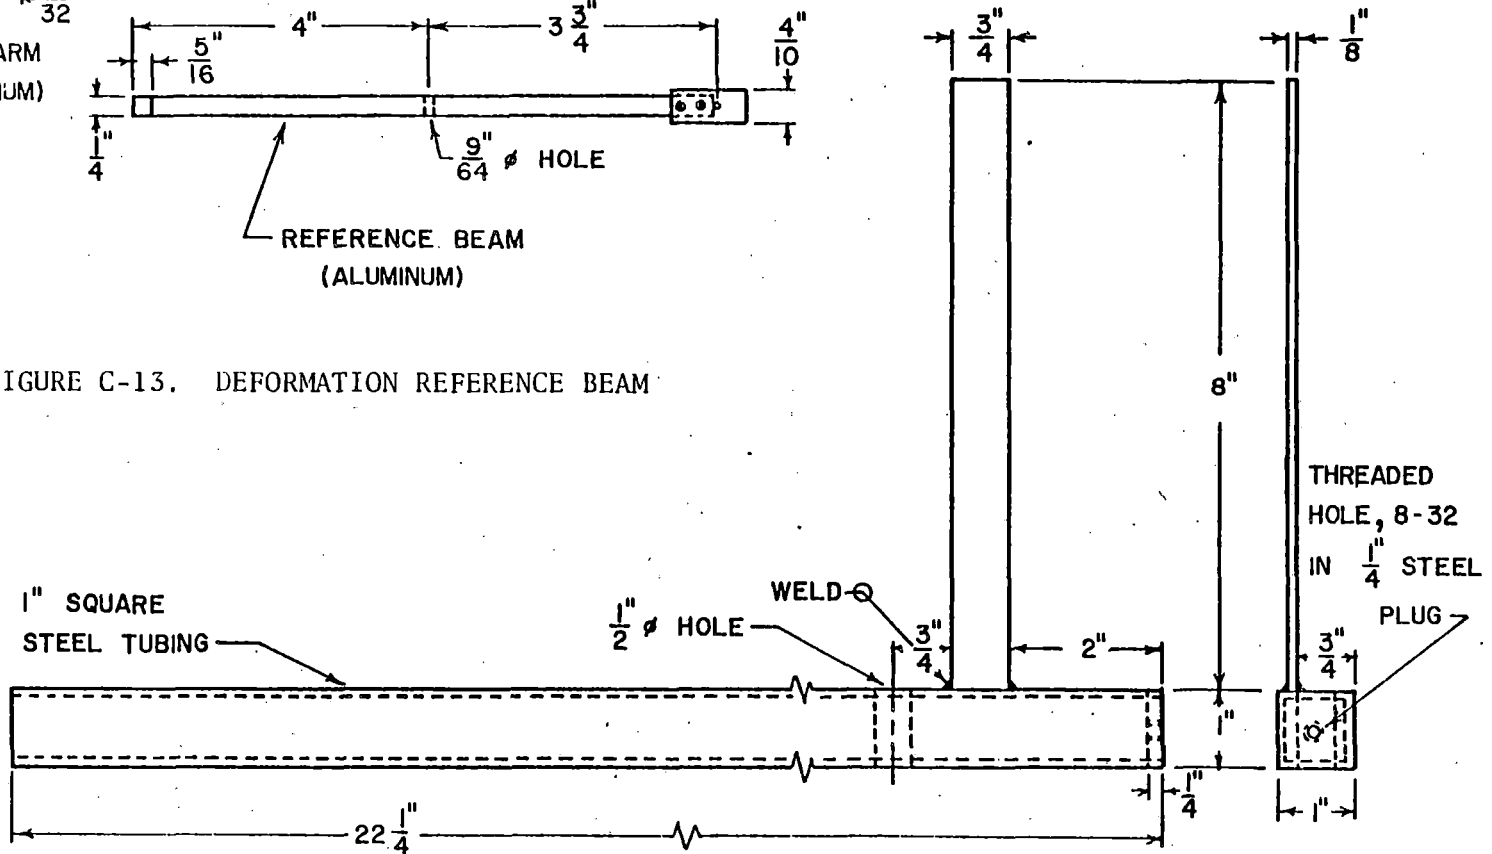 32
ARM
4"
3 3/4"
4/10"
5/16"
1/4"
9/64" ø HOLE
REFERENCE BEAM
(ALUMINUM)
IGURE C-13. DEFORMATION REFERENCE BEAM
3/4"
1/8"
8"
THREADED
HOLE, 8-32
IN 1/4" STEEL
PLUG
1" SQUARE
STEEL TUBING
1/2" ø HOLE
WELD
3/4"
2"
3/4"
1"
1/4"
1"
22 1/4"